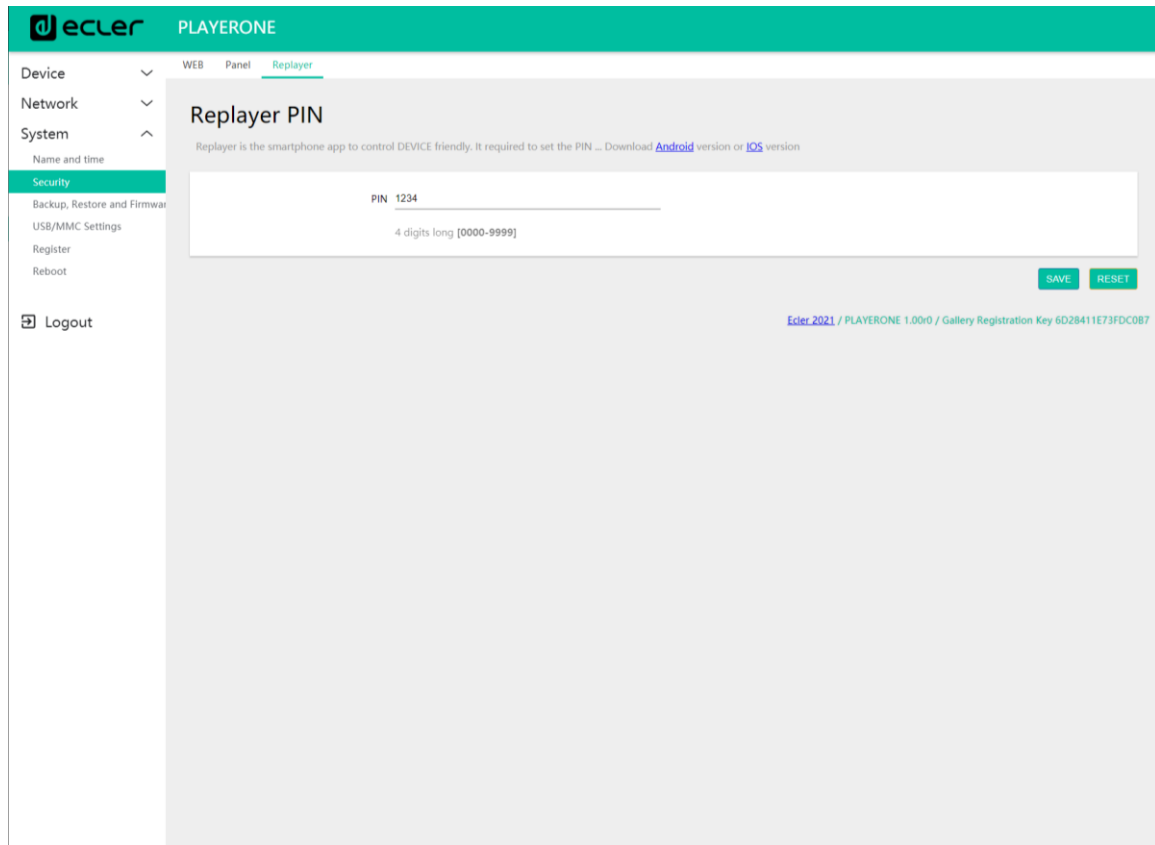 ecler PLAYERONE
WEB Panel Replayer
Device
Network
System
Name and time
Security
Backup, Restore and Firmwar
USB/MMC Settings
Register
Reboot
Logout
Replayer PIN
Replayer is the smartphone app to control DEVICE friendly. It required to set the PIN ... Download Android version or IOS version
PIN 1234
4 digits long [0000-9999]
SAVE RESET
Ecler 2021 / PLAYERONE 1.00r0 / Gallery Registration Key 6D28411E73FDC0B7